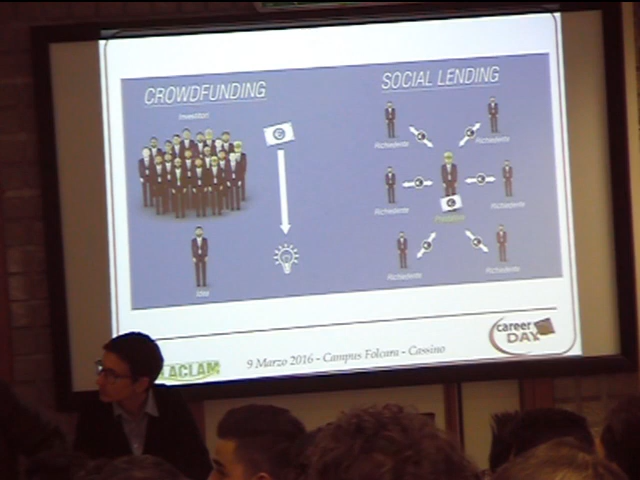 CROWDFUNDING
Investitori
Idea
SOCIAL LENDING
Richiedente
Richiedente
Richiedente
Richiedente
Richiedente
Richiedente
LACLAM
9 Marzo 2016 - Campus Folcara - Cassino
career
DAY